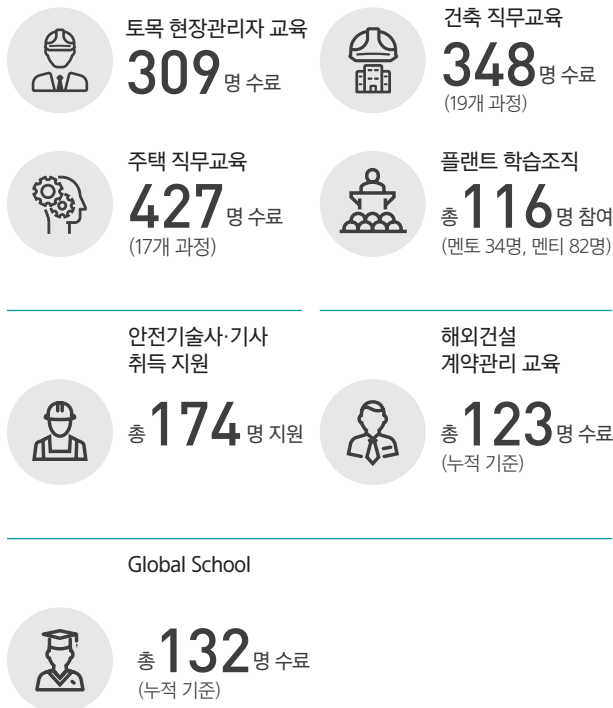 토목 현장관리자 교육
309명 수료
건축 직무교육
348명 수료
(19개 과정)
주택 직무교육
427명 수료
(17개 과정)
플랜트 학습조직
총 116명 참여
(멘토 34명, 멘티 82명)
안전기술사·기사
취득 지원
총 174명 지원
해외건설
계약관리 교육
총 123명 수료
(누적 기준)
Global School
총 132명 수료
(누적 기준)